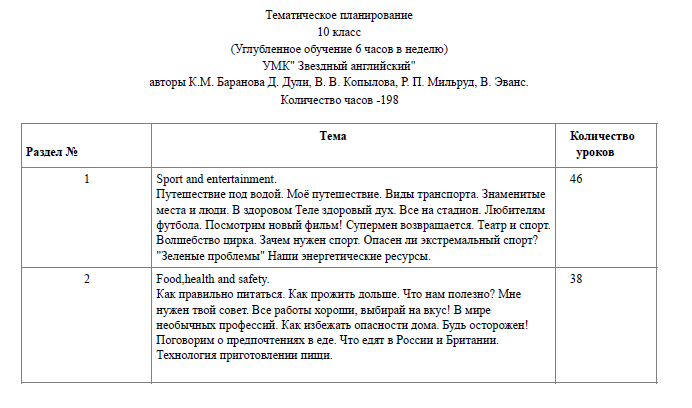 Тематическое планирование
10 класс
(Углубленное обучение 6 часов в неделю)
УМК" Звездный английский"
авторы К.М. Баранова Д. Дули, В. В. Копылова, Р. П. Мильруд, В. Эванс.
Количество часов -198
Раздел №
Тема
Количество
уроков
1
Sport and entertainment.
Путешествие под водой. Моё путешествие. Виды транспорта. Знаменитые
места и люди. В здоровом Теле здоровый дух. Все на стадион. Любителям
футбола. Посмотрим новый фильм! Супермен возвращается. Театр и спорт.
Волшебство цирка. Зачем нужен спорт. Опасен ли экстремальный спорт?
"Зеленые проблемы" Наши энергетические ресурсы.
46
2
Food,health and safety.
Как правильно питаться. Как прожить дольше. Что нам полезно? Мне
нужен твой совет. Все работы хороши, выбирай на вкус! В мире
необычных профессий. Как избежать опасности дома. Будь осторожен!
Поговорим о предпочтениях в еде. Что едят в России и Британии.
Технология приготовлении пищи.
38